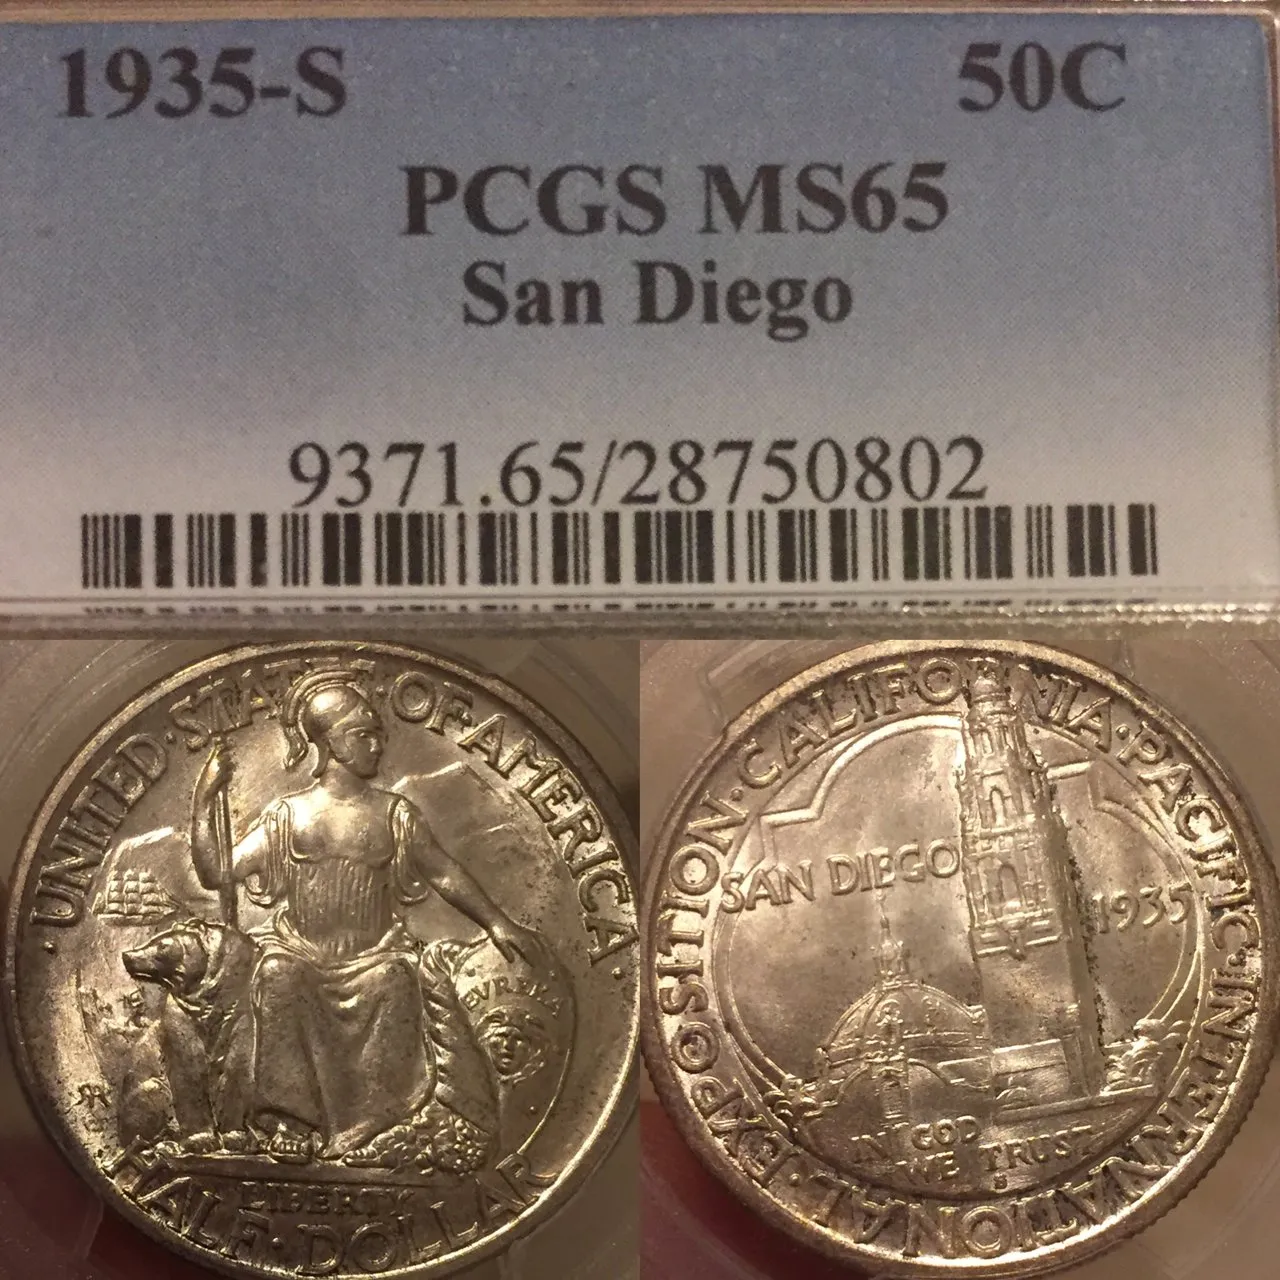 1935-S 50C
PCGS MS65
San Diego
9371.65/28750802
·UNITED·STATES·OF·AMERICA·
EVREKA
LIBERTY
HALF·DOLLAR
CALIFORNIA·PACIFIC·INTERNATIONAL·EXPOSITION·
SAN DIEGO
1935
IN GOD
WE TRUST
S